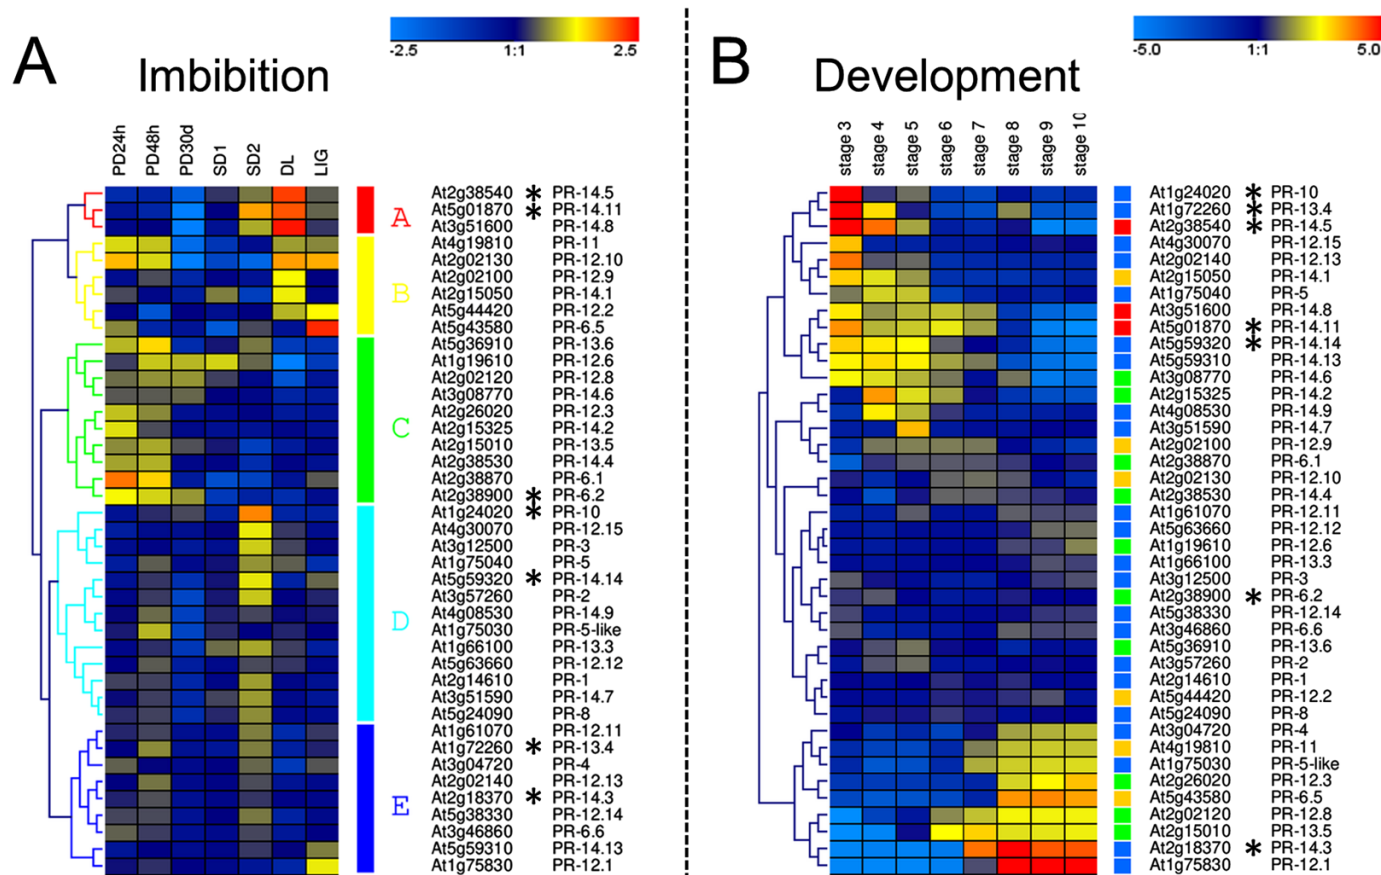 A
Imbibition
-2.5 1:1 2.5
PD24h PD48h PD30d SD1 SD2 DL LIG
At2g38540 * PR-14.5
At5g01870 * PR-14.11
At3g51600 PR-14.8
At4g19810 PR-11
At2g02130 PR-12.10
At2g02100 PR-12.9
At2g15050 PR-14.1
At5g44420 PR-12.2
At5g43580 PR-6.5
At5g36910 PR-13.6
At1g19610 PR-12.6
At2g02120 PR-12.8
At3g08770 PR-14.6
At2g26020 PR-12.3
At2g15325 PR-14.2
At2g15010 PR-13.5
At2g38530 PR-14.4
At2g38870 PR-6.1
At2g38900 * PR-6.2
At1g24020 * PR-10
At4g30070 PR-12.15
At3g12500 PR-3
At1g75040 PR-5
At5g59320 * PR-14.14
At3g57260 PR-2
At4g08530 PR-14.9
At1g75030 PR-5-like
At1g66100 PR-13.3
At5g63660 PR-12.12
At2g14610 PR-1
At3g51590 PR-14.7
At5g24090 PR-8
At1g61070 PR-12.11
At1g72260 * PR-13.4
At3g04720 PR-4
At2g02140 PR-12.13
At2g18370 * PR-14.3
At5g38330 PR-12.14
At3g46860 PR-6.6
At5g59310 PR-14.13
At1g75830 PR-12.1
A
B
C
D
E
B
Development
-5.0 1:1 5.0
stage 3 stage 4 stage 5 stage 6 stage 7 stage 8 stage 9 stage 10
At1g24020 * PR-10
At1g72260 * PR-13.4
At2g38540 * PR-14.5
At4g30070 PR-12.15
At2g02140 PR-12.13
At2g15050 PR-14.1
At1g75040 PR-5
At3g51600 PR-14.8
At5g01870 * PR-14.11
At5g59320 * PR-14.14
At5g59310 PR-14.13
At3g08770 PR-14.6
At2g15325 PR-14.2
At4g08530 PR-14.9
At3g51590 PR-14.7
At2g02100 PR-12.9
At2g38870 PR-6.1
At2g02130 PR-12.10
At2g38530 PR-14.4
At1g61070 PR-12.11
At5g63660 PR-12.12
At1g19610 PR-12.6
At1g66100 PR-13.3
At3g12500 PR-3
At2g38900 * PR-6.2
At5g38330 PR-12.14
At3g46860 PR-6.6
At5g36910 PR-13.6
At3g57260 PR-2
At2g14610 PR-1
At5g44420 PR-12.2
At5g24090 PR-8
At3g04720 PR-4
At4g19810 PR-11
At1g75030 PR-5-like
At2g26020 PR-12.3
At5g43580 PR-6.5
At2g02120 PR-12.8
At2g15010 PR-13.5
At2g18370 * PR-14.3
At1g75830 PR-12.1